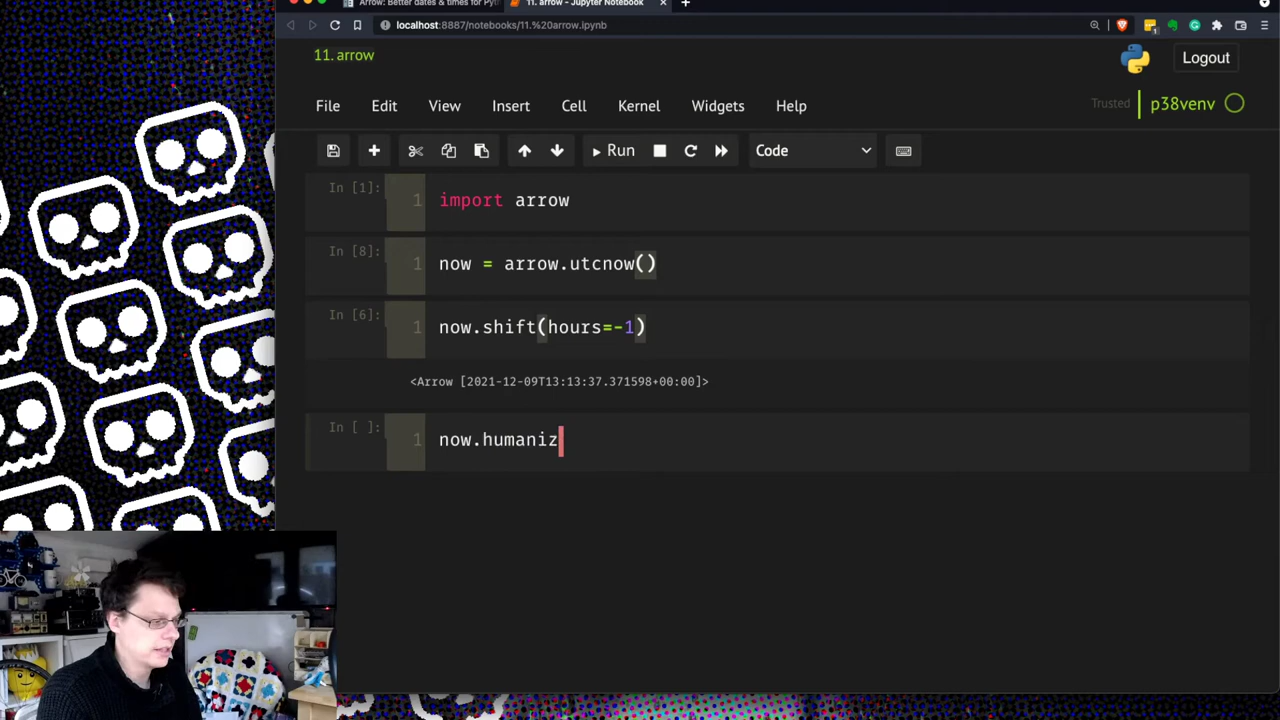 Arrow: Better dates & times for Pyth
11. arrow - Jupyter Notebook
localhost:8887/notebooks/11.%20arrow.ipynb
11. arrow
Logout
File Edit View Insert Cell Kernel Widgets Help
Trusted
p38venv
Run
Code
In [1]:
1 import arrow
In [8]:
1 now = arrow.utcnow()
In [6]:
1 now.shift(hours=-1)
<Arrow [2021-12-09T13:13:37.371598+00:00]>
In [ ]:
1 now.humaniz